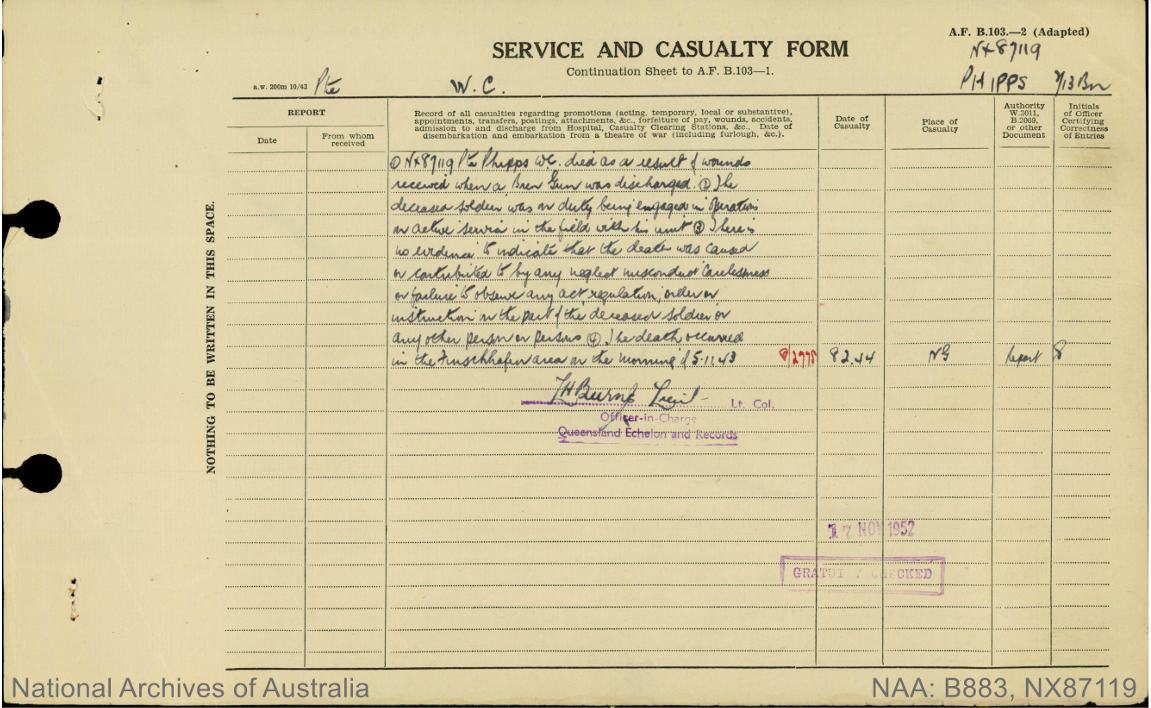 A.F. B.103.—2 (Adapted)
NX87119
SERVICE AND CASUALTY FORM
Continuation Sheet to A.F. B.103—1.
a.w. 200m 10/43 Pte W. C. PHIPPS 2/13 Bn
REPORT
Date
From whom
received
Record of all casualties regarding promotions (acting, temporary, local or substantive),
appointments, transfers, postings, attachments, &c., forfeiture of pay, wounds, accidents,
admission to and discharge from Hospital, Casualty Clearing Stations, &c. Date of
disembarkation and embarkation from a theatre of war (including furlough, &c.).
Date of
Casualty
Place of
Casualty
Authority
W.3011,
B.2069,
or other
Document
Initials
of Officer
Certifying
Correctness
of Entries
NOTHING TO BE WRITTEN IN THIS SPACE.
① NX87119 Pte Phipps W.C. died as a result of wounds
received when a Bren Gun was discharged. ② The
deceased soldier was on duty being engaged in operation
on active service in the field with his unit ③ There is
no evidence to indicate that the death was caused
or contributed to by any neglect misconduct carelessness
or failure to observe any act, regulation, order or
instruction on the part of the deceased soldier or
any other person or persons ④ The death occurred
in the Finschhafen area on the morning of 5.11.43 8.2.44 NG Report
Lt. Col.
Officer-in-Charge
Queensland Echelon and Records
17 NOV 1952
GRATUITY CHECKED
National Archives of Australia
NAA: B883, NX87119